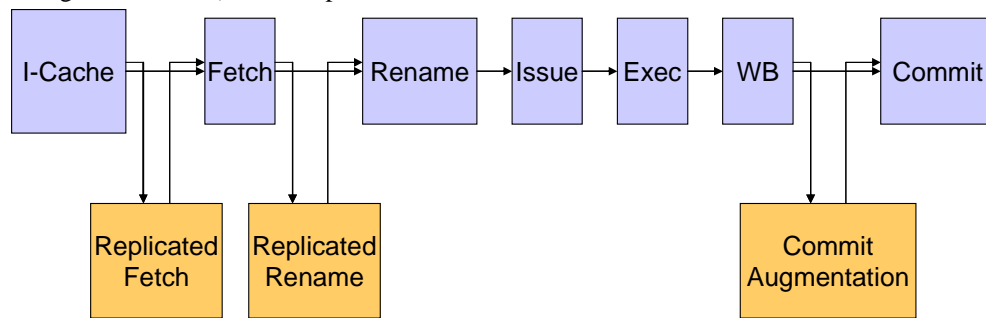 I-Cache
Fetch
Rename
Issue
Exec
WB
Commit
Replicated
Fetch
Replicated
Rename
Commit
Augmentation